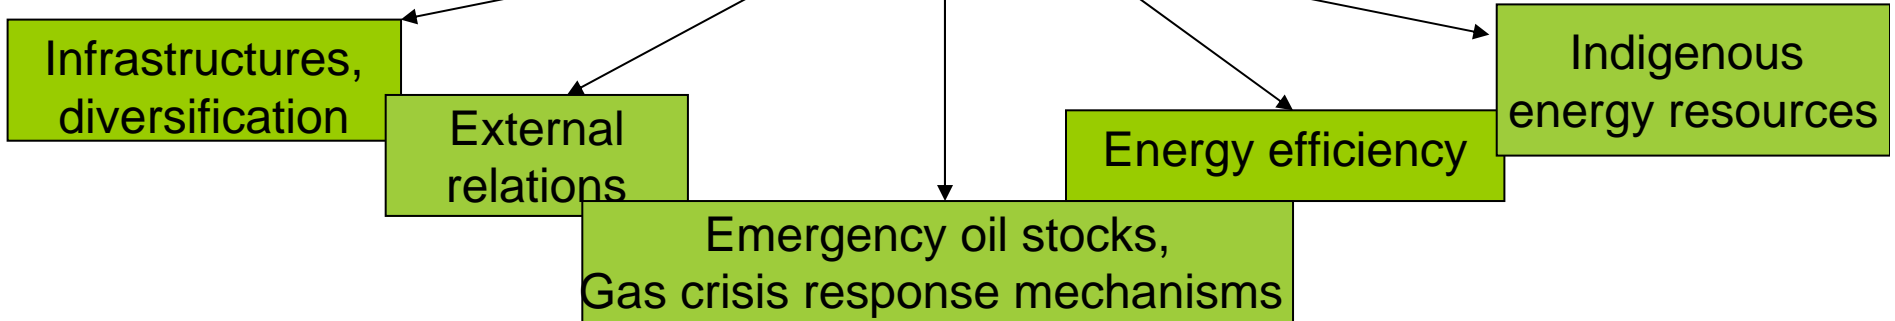 Infrastructures,
diversification
External
relations
Emergency oil stocks,
Gas crisis response mechanisms
Energy efficiency
Indigenous
energy resources